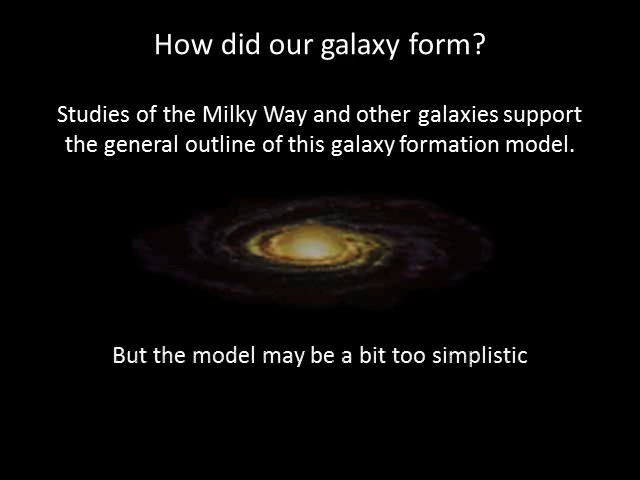 How did our galaxy form?
Studies of the Milky Way and other galaxies support
the general outline of this galaxy formation model.
But the model may be a bit too simplistic